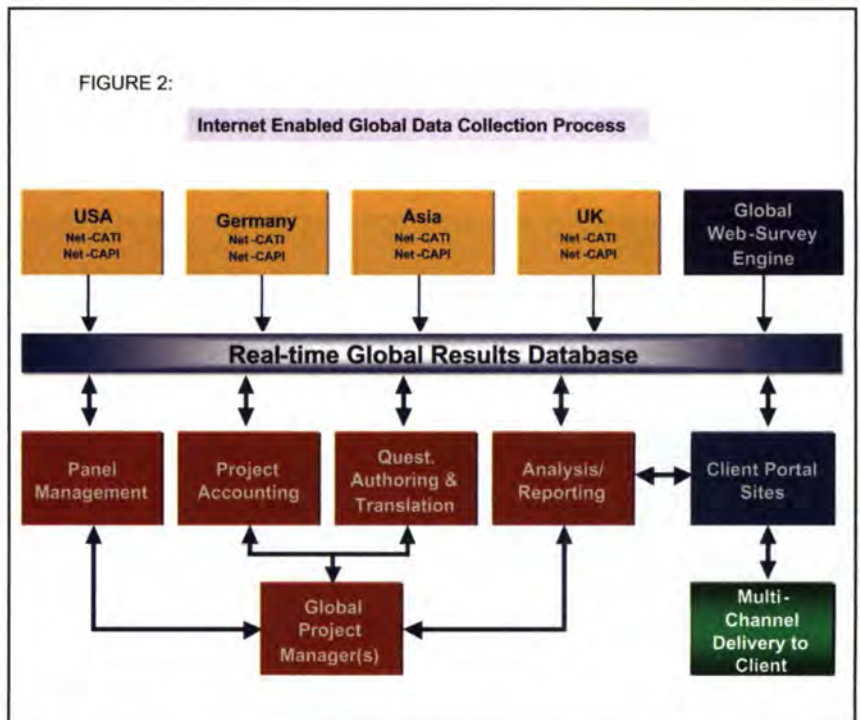 FIGURE 2:
Internet Enabled Global Data Collection Process
USA
Net-CATI
Net-CAPI
Germany
Net-CATI
Net-CAPI
Asia
Net-CATI
Net-CAPI
UK
Net-CATI
Net-CAPI
Global
Web-Survey
Engine
Real-time Global Results Database
Panel
Management
Project
Accounting
Quest.
Authoring &
Translation
Analysis/
Reporting
Client Portal
Sites
Global
Project
Manager(s)
Multi-
Channel
Delivery to
Client